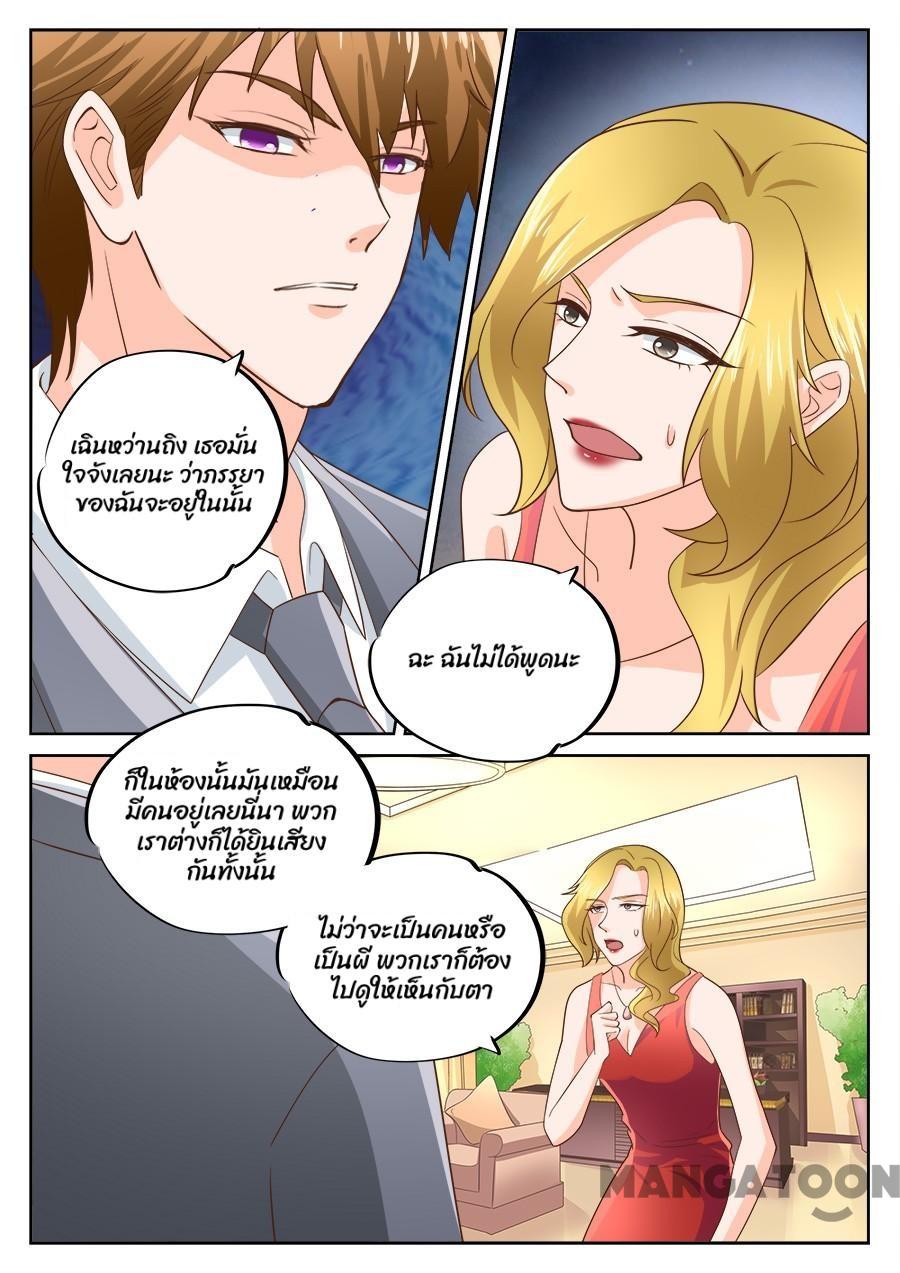 เฉินหว่านถิง เธอมั่น
ใจจังเลยนะ ว่าภรรยา
ของฉันจะอยู่ในนั้น
ฉะ ฉันไม่ได้พูดนะ
ก็ในห้องนั้นมันเหมือน
มีคนอยู่เลยนี่นา พวก
เราต่างก็ได้ยินเสียง
กันทั้งนั้น
ไม่ว่าจะเป็นคนหรือ
เป็นผี พวกเราก็ต้อง
ไปดูให้เห็นกับตา
MANGATOON